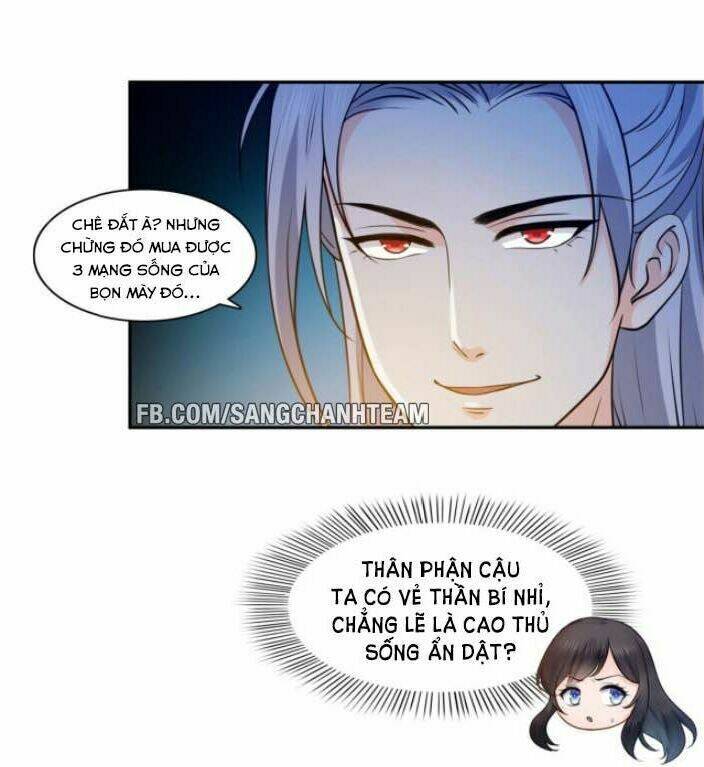 CHÊ ĐẮT À? NHƯNG
CHỪNG ĐÓ MUA ĐƯỢC
3 MẠNG SỐNG CỦA
BỌN MÀY ĐÓ...
FB.COM/SANGCHANHTEAM
THÂN PHẬN CẬU
TA CÓ VẺ THẦN BÍ NHỈ,
CHẲNG LẼ LÀ CAO THỦ
SỐNG ẨN DẬT?